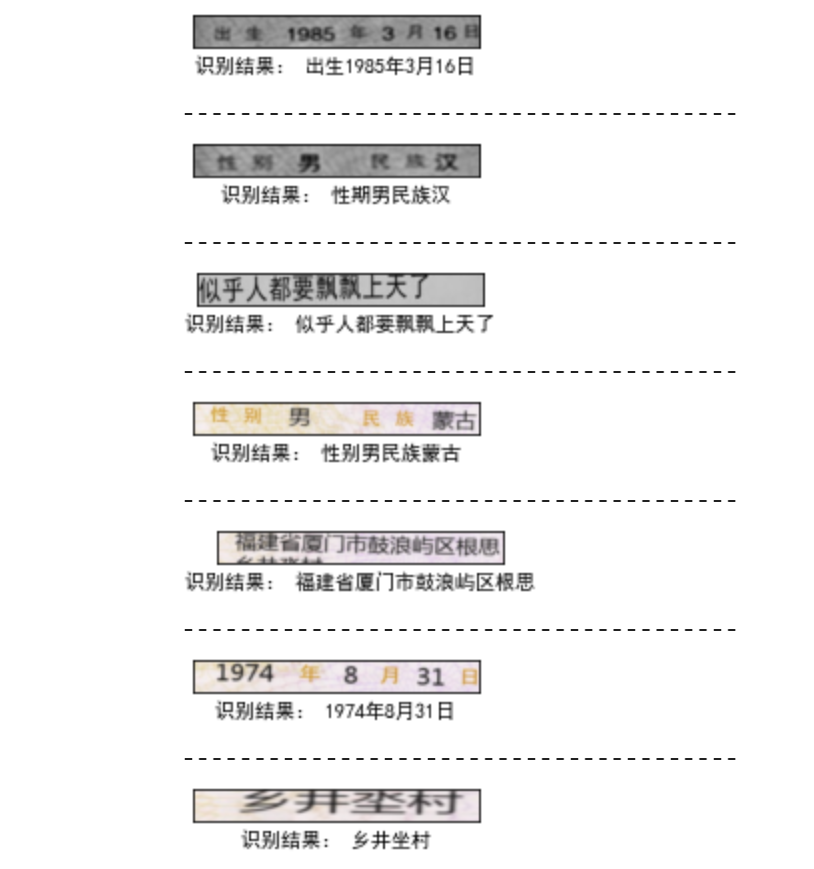 出生 1985 年 3 月 16 日
识别结果： 出生1985年3月16日
性别 男 民族 汉
识别结果： 性期男民族汉
似乎人都要飘飘上天了
识别结果： 似乎人都要飘飘上天了
性别 男 民族 蒙古
识别结果： 性别男民族蒙古
福建省厦门市鼓浪屿区根思
识别结果： 福建省厦门市鼓浪屿区根思
1974 年 8 月 31 日
识别结果： 1974年8月31日
乡井坔村
识别结果： 乡井坐村